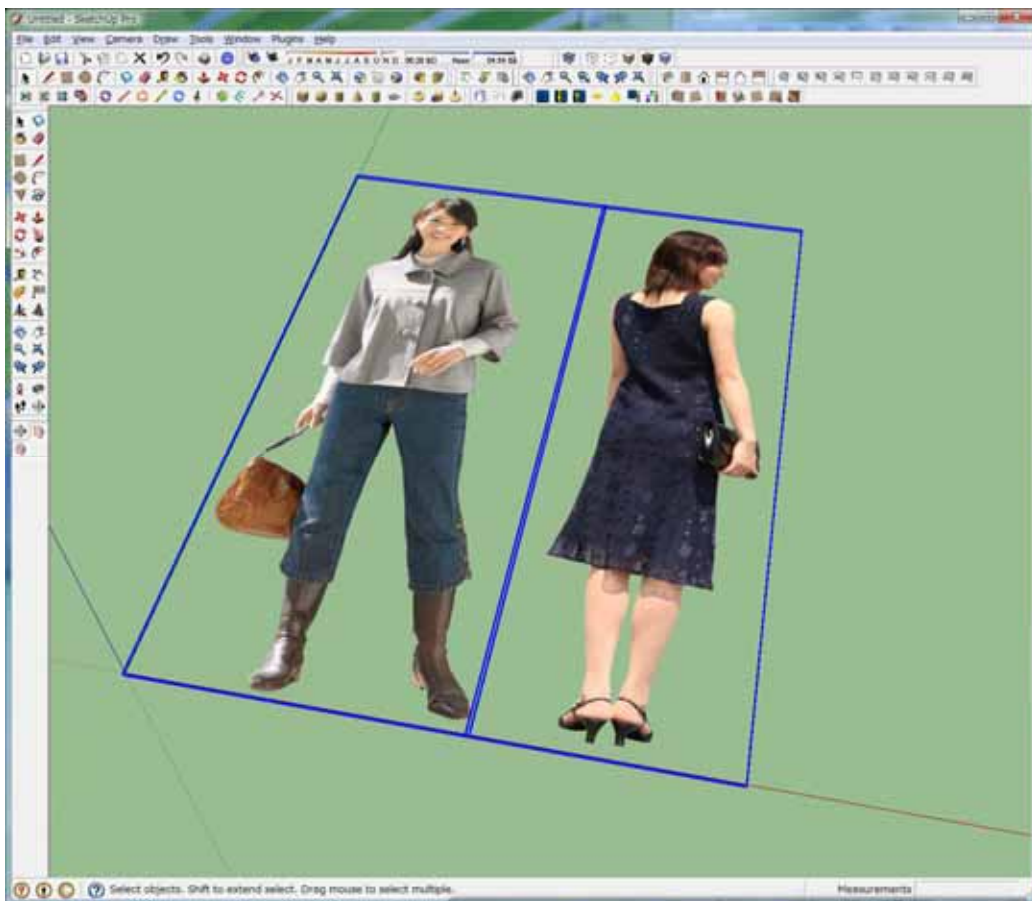 Untitled - SketchUp Pro
File Edit View Camera Draw Tools Window Plugins Help
J F M A M J J A S O N D Noon
Select objects. Shift to extend select. Drag mouse to select multiple.
Measurements